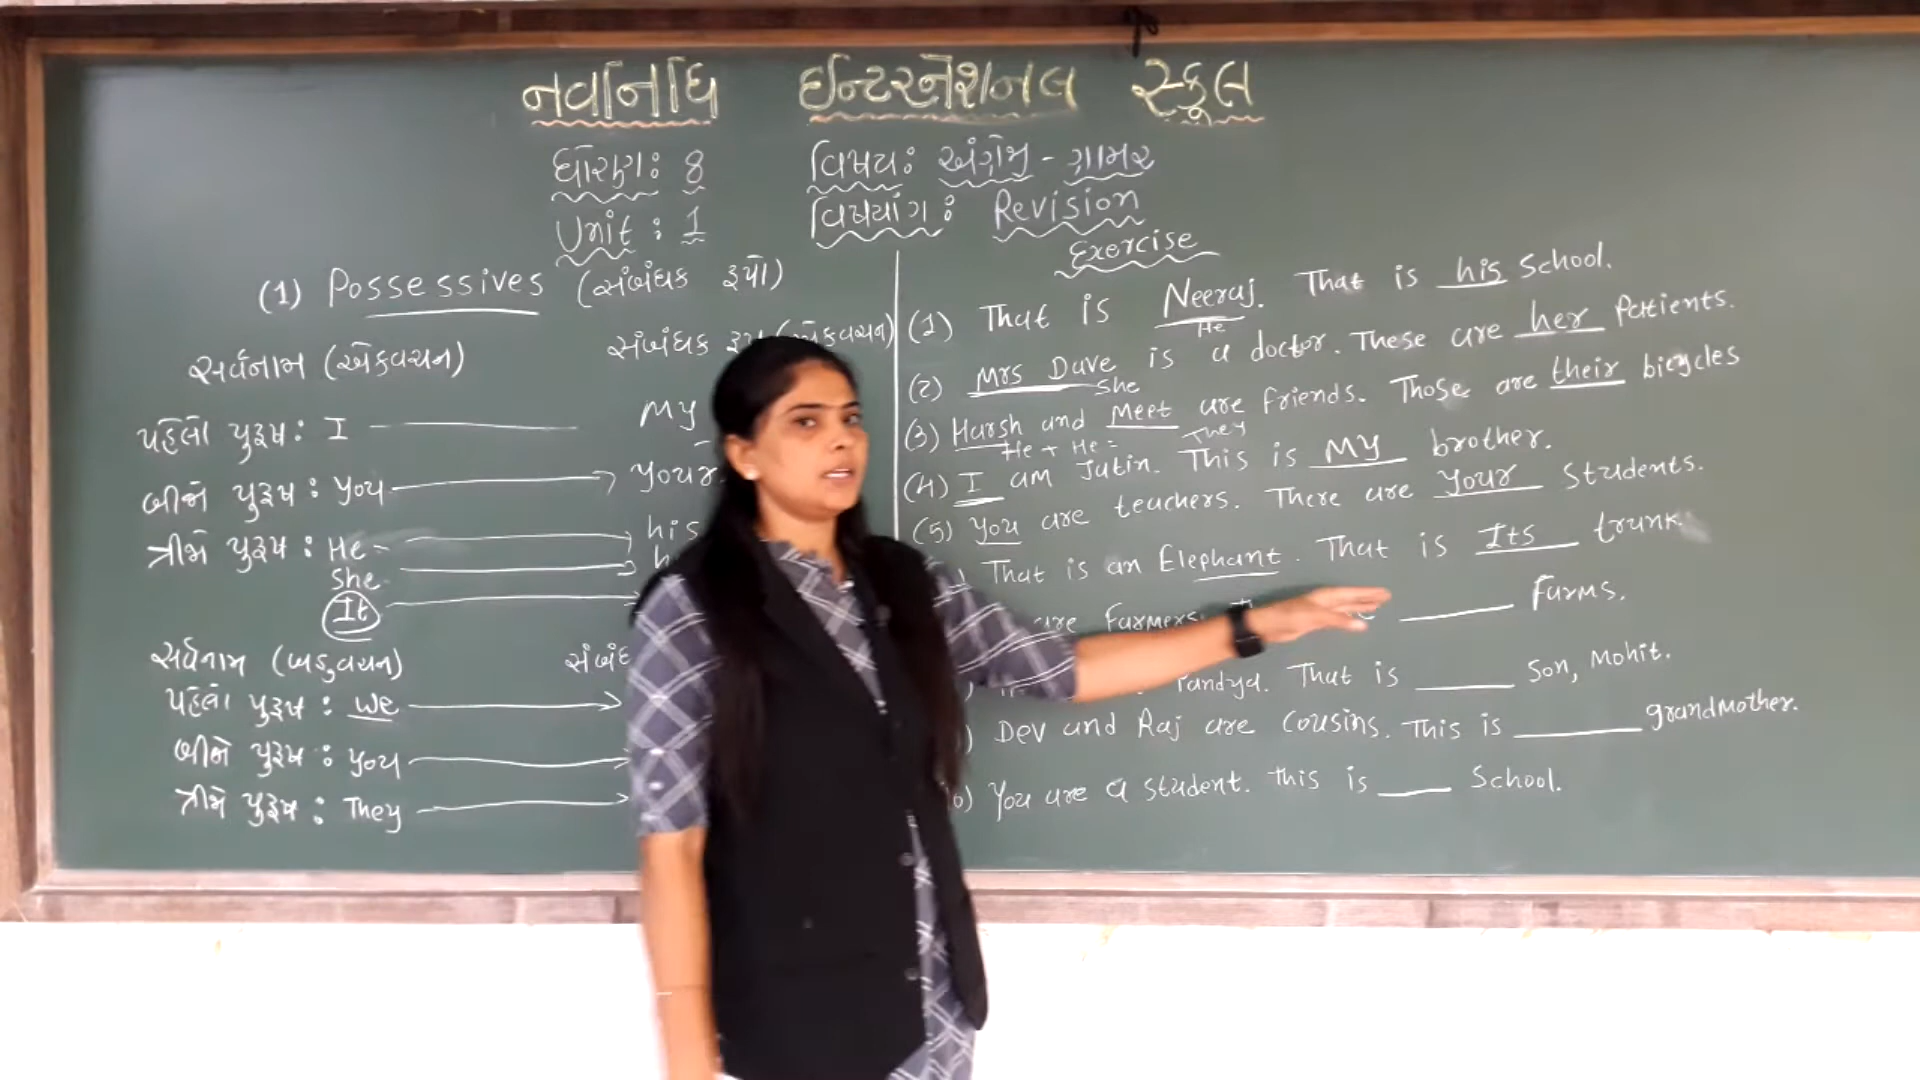 નવનિધિ ઈન્ટરનેશનલ સ્કૂલ
ધોરણ: 8 વિષય: અંગ્રેજી - ગ્રામર
Unit : 1 વિષયાંગ : Revision
(1) Possessives (સંબંધક રૂપો)
સર્વનામ (એકવચન) સંબંધક
પહેલો પુરૂષ : I my
બીજો પુરૂષ : you your
ત્રીજો પુરૂષ : He his
She
It
સર્વનામ (બહુવચન)
પહેલો પુરૂષ : we
બીજો પુરૂષ : you
ત્રીજો પુરૂષ : They
Exercise
(1) That is Neeraj. That is his School.
He
(2) Mrs Dave is a doctor. These are her Patients.
She
(3) Harsh and Meet are friends. Those are their bicycles
He + He = They
(4) I am Jatin. This is my brother.
(5) You are teachers. There are your Students.
That is an Elephant. That is Its trunk.
are Farmers. ____ Farms.
Pandya. That is ____ Son, Mohit.
Dev and Raj are cousins. This is ____ grandmother.
You are a student. this is ____ School.